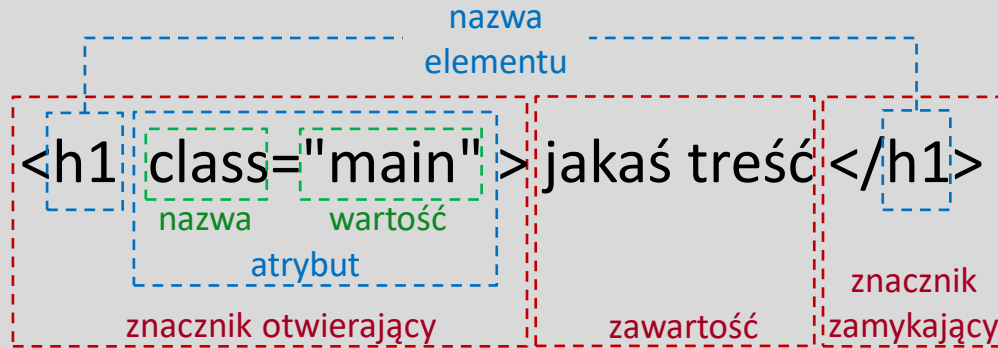 nazwa
elementu
<h1 class="main" > jakaś treść </h1>
nazwa wartość
atrybut
znacznik
znacznik otwierający zawartość zamykający